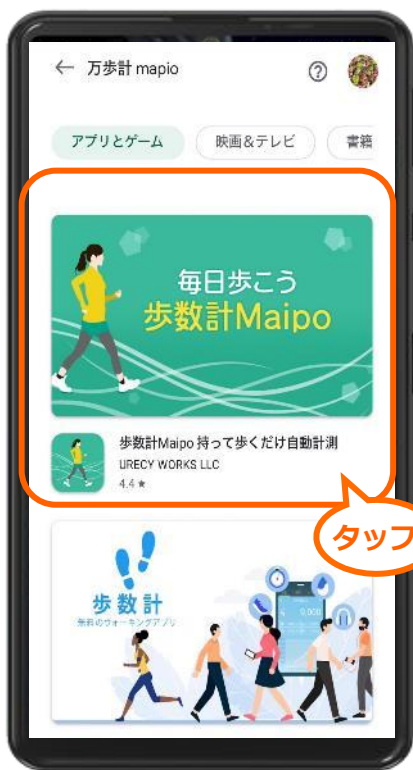 ← 万歩計 mapio
アプリとゲーム 映画&テレビ 書籍
毎日歩こう
歩数計Maipo
歩数計Maipo 持って歩くだけ自動計測
URECY WORKS LLC
4.4★
タップ
歩数計
無料のウォーキングアプリ
0,000